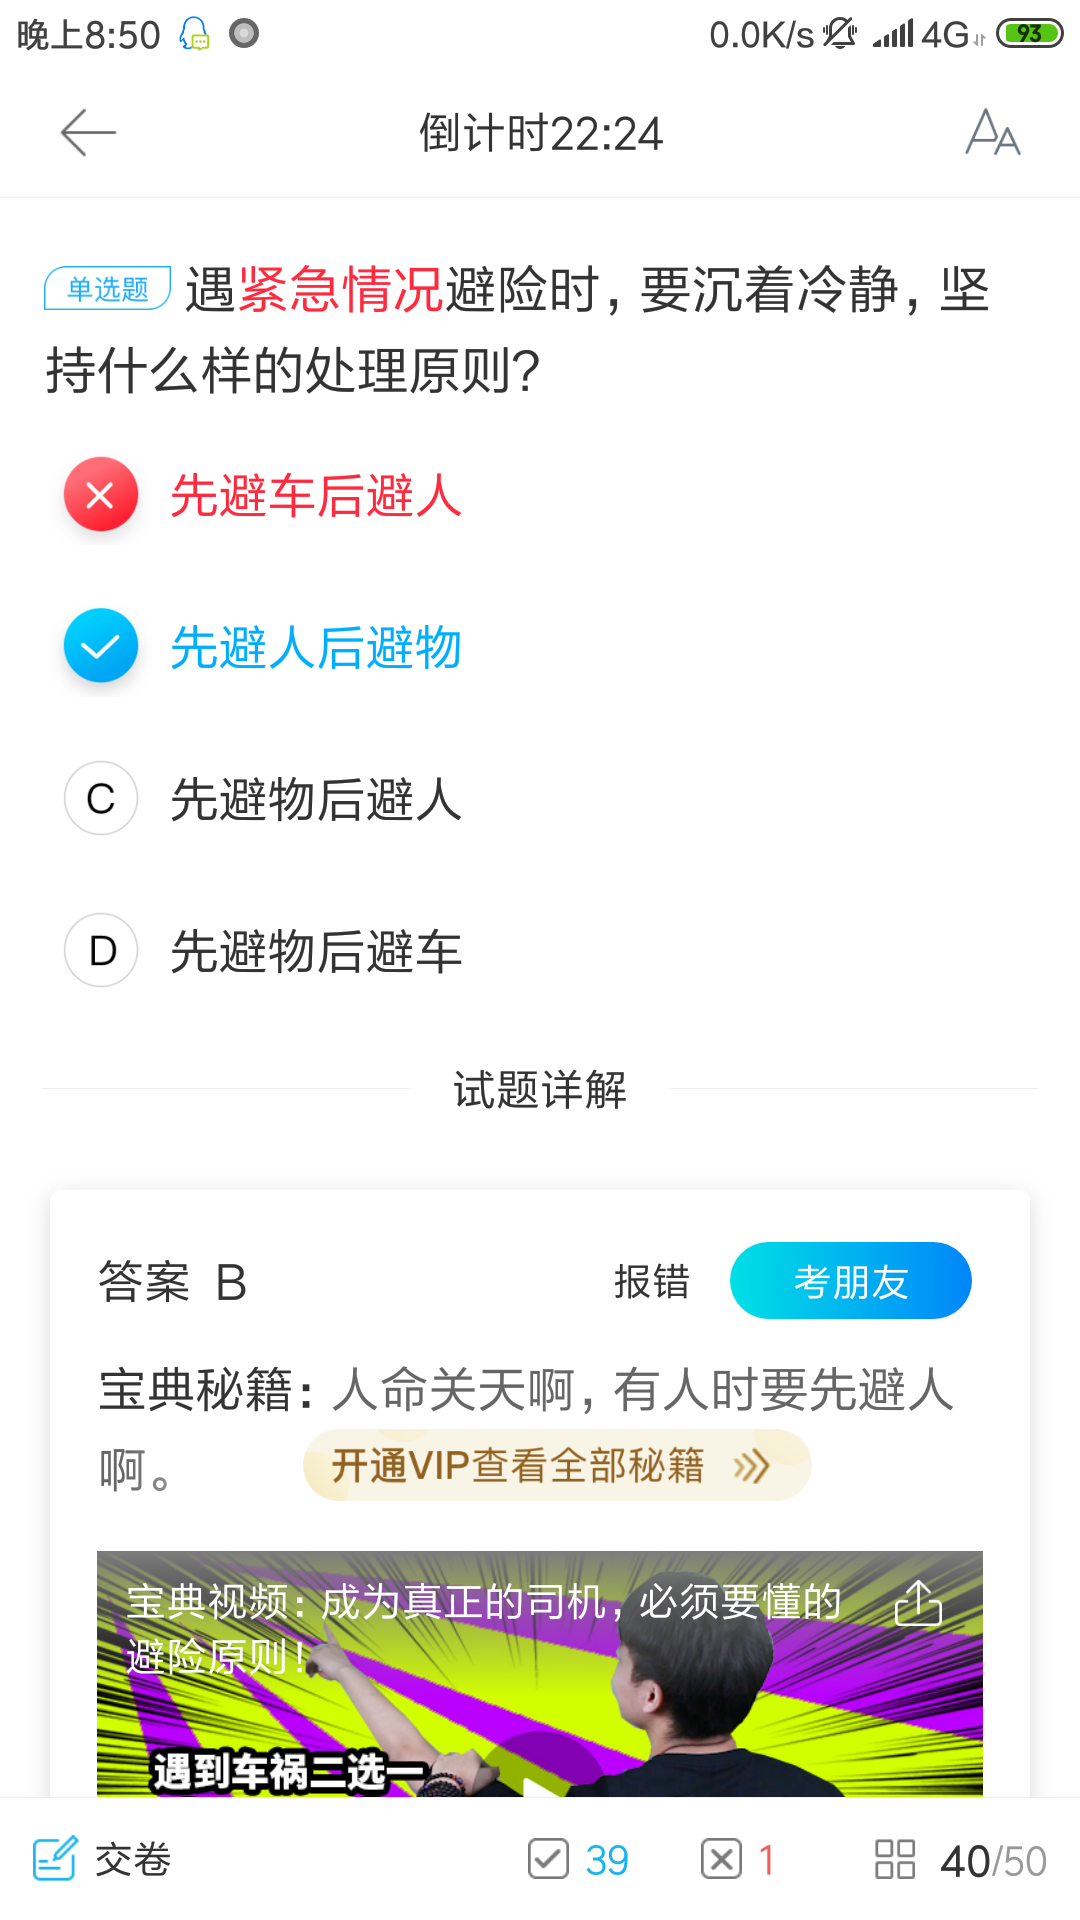 晚上8:50
0.0K/s 4G 93
倒计时22:24
单选题 遇紧急情况避险时，要沉着冷静，坚
持什么样的处理原则?
先避车后避人
先避人后避物
C 先避物后避人
D 先避物后避车
试题详解
答案 B 报错 考朋友
宝典秘籍：人命关天啊，有人时要先避人
啊。 开通VIP查看全部秘籍
宝典视频：成为真正的司机，必须要懂的
避险原则！
遇到车祸二选一
交卷 39 1 40/50